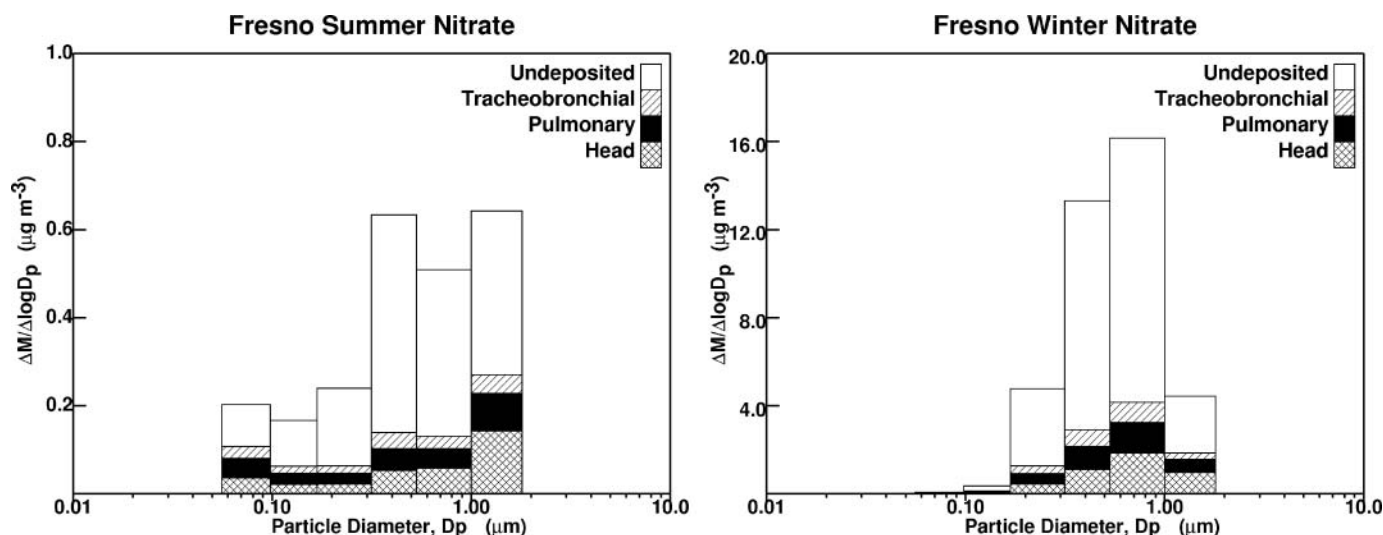 Fresno Summer Nitrate
1.0
0.8
0.6
0.4
0.2
ΔM/ΔlogDp (μg m-3)
Undeposited
Tracheobronchial
Pulmonary
Head
0.01
0.10
1.00
10.0
Particle Diameter, Dp (μm)
Fresno Winter Nitrate
20.0
16.0
12.0
8.0
4.0
ΔM/ΔlogDp (μg m-3)
Undeposited
Tracheobronchial
Pulmonary
Head
0.01
0.10
1.00
10.0
Particle Diameter, Dp (μm)